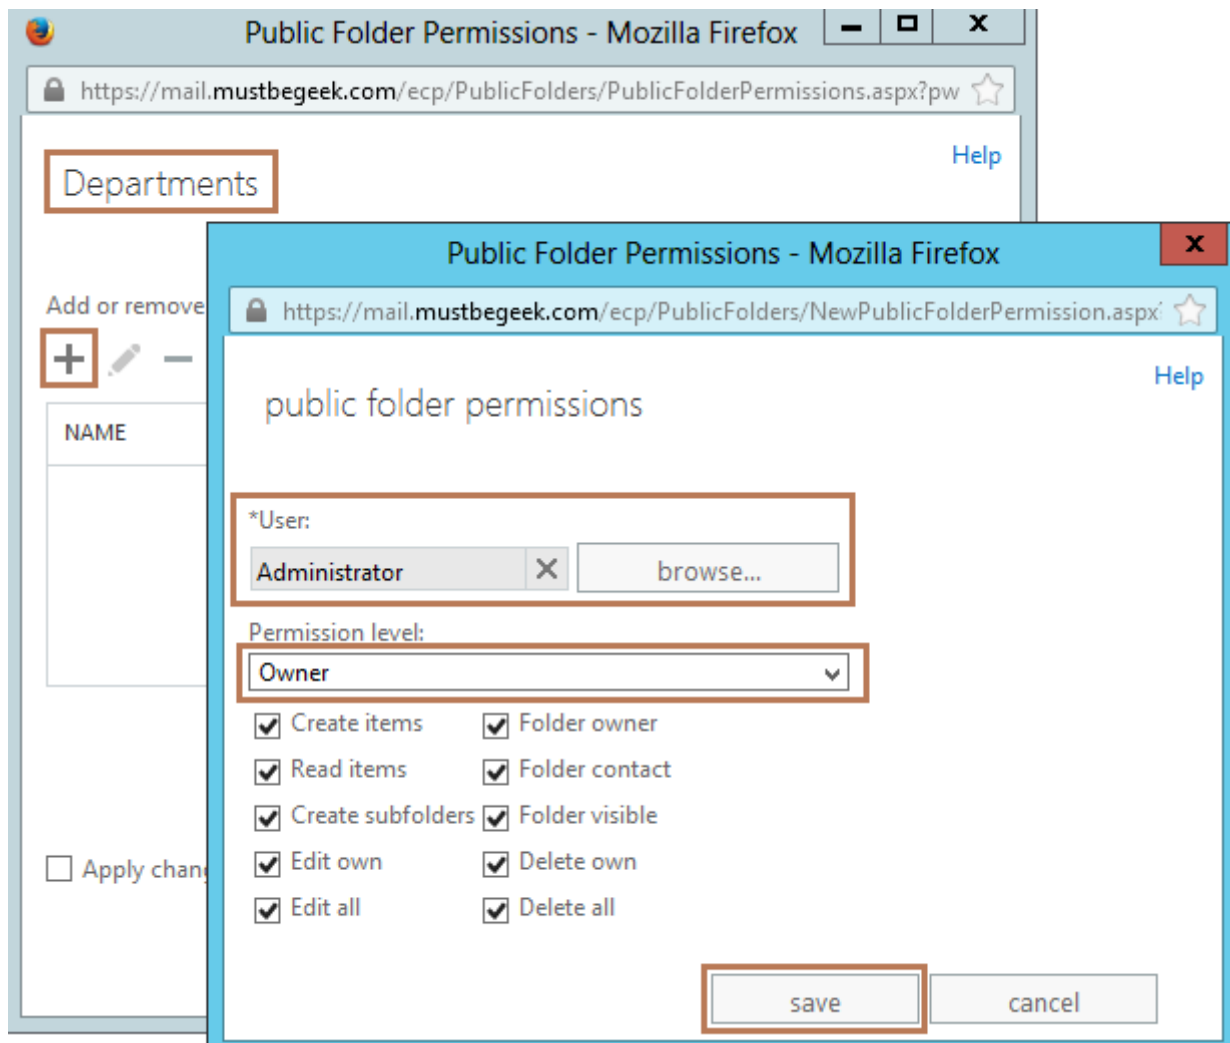 Public Folder Permissions - Mozilla Firefox
https://mail.mustbegeek.com/ecp/PublicFolders/PublicFolderPermissions.aspx?pw
Help
Departments
Add or remove
NAME
Apply chan
Public Folder Permissions - Mozilla Firefox
https://mail.mustbegeek.com/ecp/PublicFolders/NewPublicFolderPermission.aspx
Help
public folder permissions
*User:
Administrator
browse...
Permission level:
Owner
Create items Folder owner
Read items Folder contact
Create subfolders Folder visible
Edit own Delete own
Edit all Delete all
save cancel